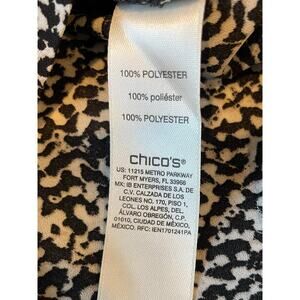 100% POLYESTER
100% poliéster
100% POLYESTER
chico's®
US: 11215 METRO PARKWAY
FORT MYERS, FL 33966
MX: IB ENTERPRISES S.A. DE
C.V. CALZADA DE LOS
LEONES NO. 170, PISO 1,
COL. LOS ALPES, DEL.
ÁLVARO OBREGÓN, C.P.
01010, CIUDAD DE MÉXICO,
MÉXICO, RFC: IEN1701241PA